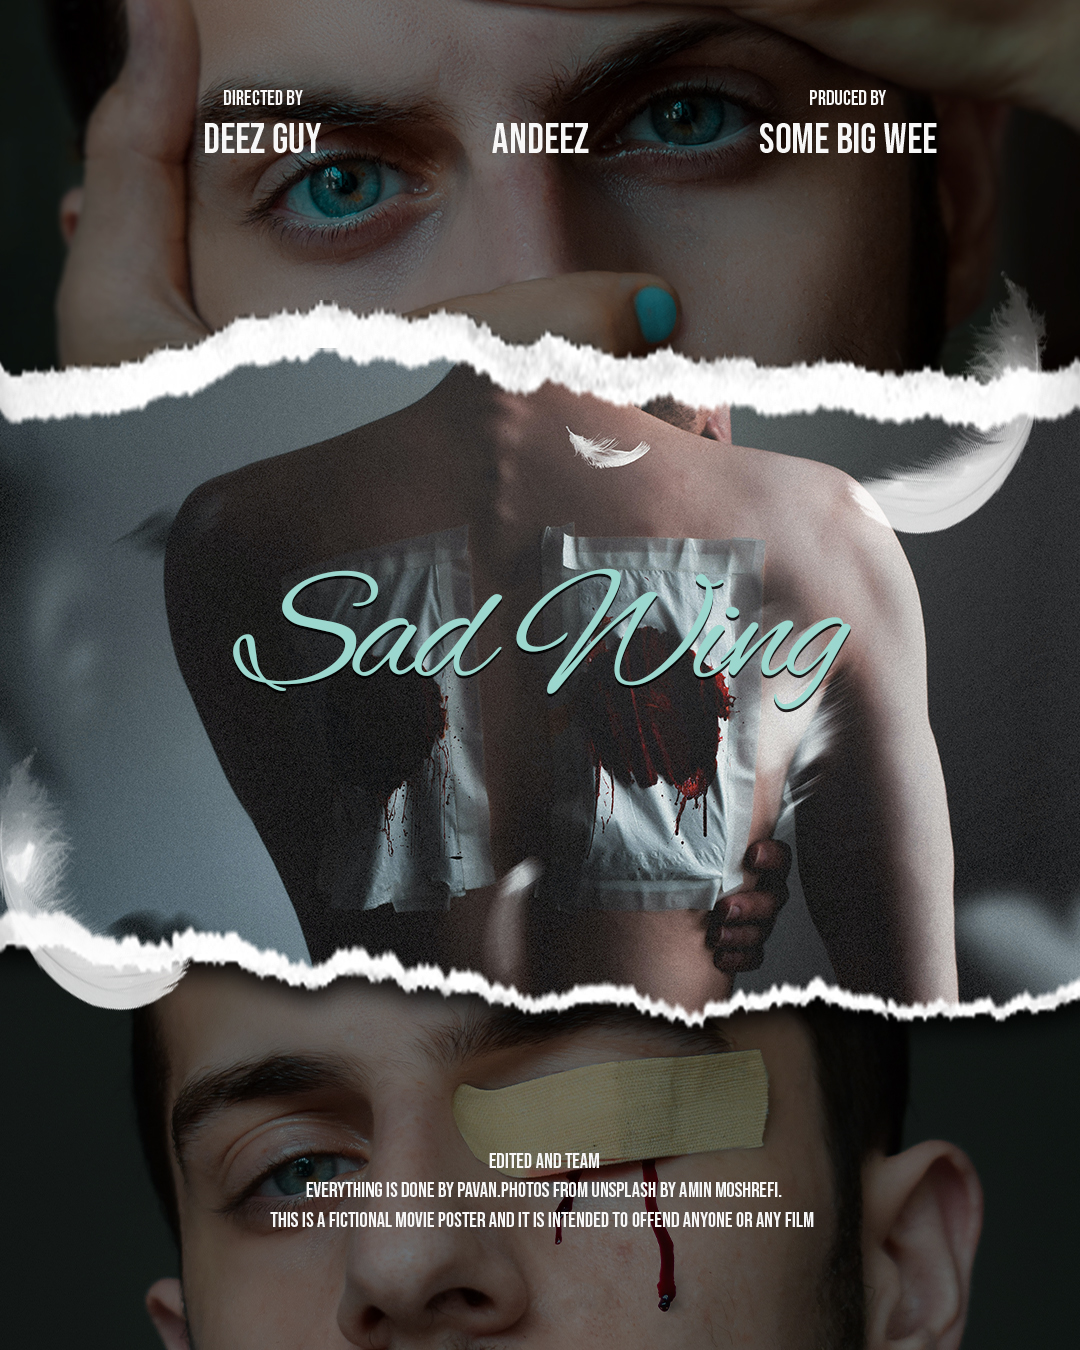 DIRECTED BY
DEEZ GUY
ANDEEZ
PRDUCED BY
SOME BIG WEE
Sad Wing
EDITED AND TEAM
EVERYTHING IS DONE BY PAVAN.PHOTOS FROM UNSPLASH BY AMIN MOSHREFI.
THIS IS A FICTIONAL MOVIE POSTER AND IT IS INTENDED TO OFFEND ANYONE OR ANY FILM